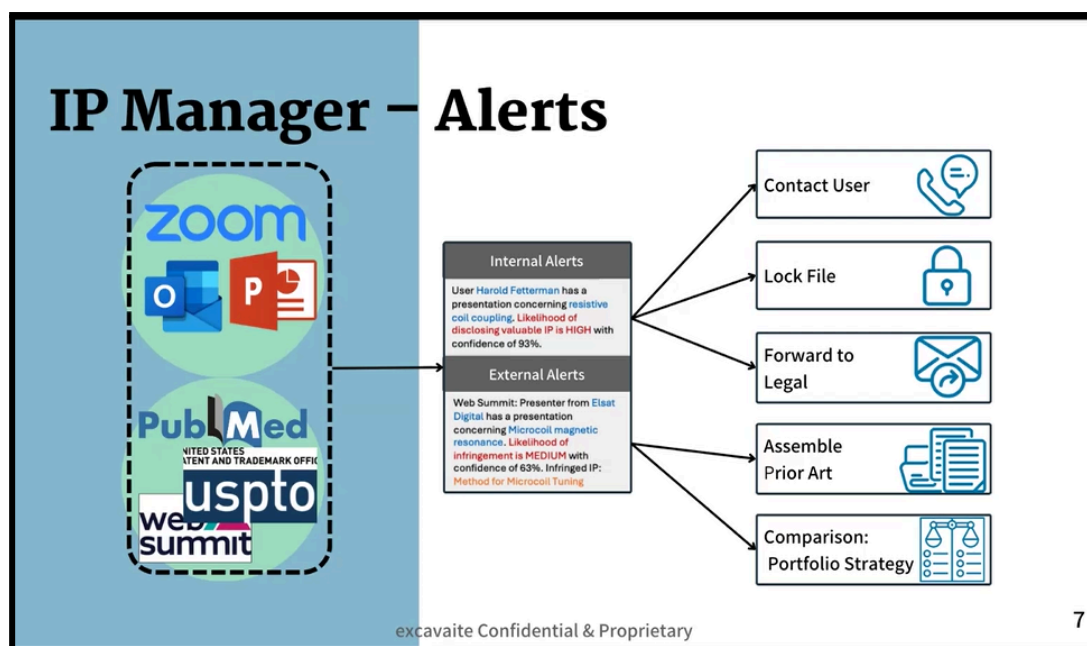 IP Manager – Alerts
zoom
O
P
PubMed
UNITED STATES
PATENT AND TRADEMARK OFFIC
uspto
web
summit
Internal Alerts
User Harold Fetterman has a
presentation concerning resistive
coil coupling. Likelihood of
disclosing valuable IP is HIGH with
confidence of 93%.
External Alerts
Web Summit: Presenter from Elsat
Digital has a presentation
concerning Microcoil magnetic
resonance. Likelihood of
infringement is MEDIUM with
confidence of 63%. Infringed IP:
Method for Microcoil Tuning
Contact User
Lock File
Forward to
Legal
Assemble
Prior Art
Comparison:
Portfolio Strategy
excavaite Confidential & Proprietary
7